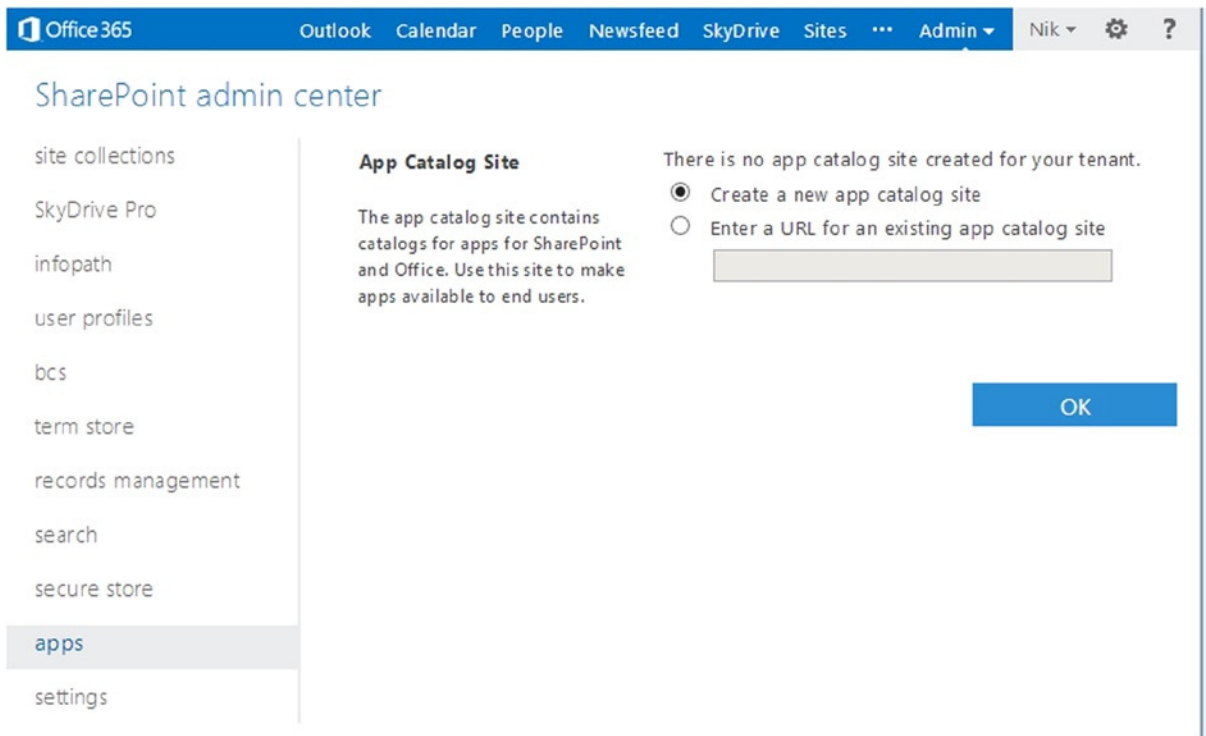 Office 365 Outlook Calendar People Newsfeed SkyDrive Sites ••• Admin Nik ?
SharePoint admin center
site collections
SkyDrive Pro
infopath
user profiles
bcs
term store
records management
search
secure store
apps
settings
App Catalog Site
The app catalog site contains
catalogs for apps for SharePoint
and Office. Use this site to make
apps available to end users.
There is no app catalog site created for your tenant.
Create a new app catalog site
Enter a URL for an existing app catalog site
OK